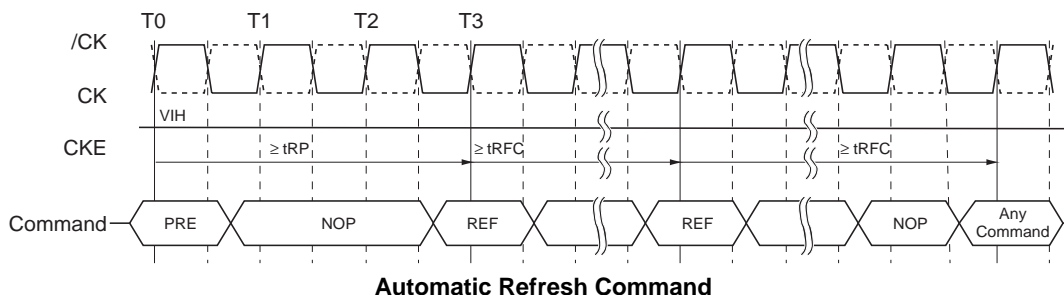 T0 T1 T2 T3
/CK
CK
VIH
CKE
≥ tRP ≥ tRFC ≥ tRFC
Command PRE NOP REF REF NOP Any Command
Automatic Refresh Command